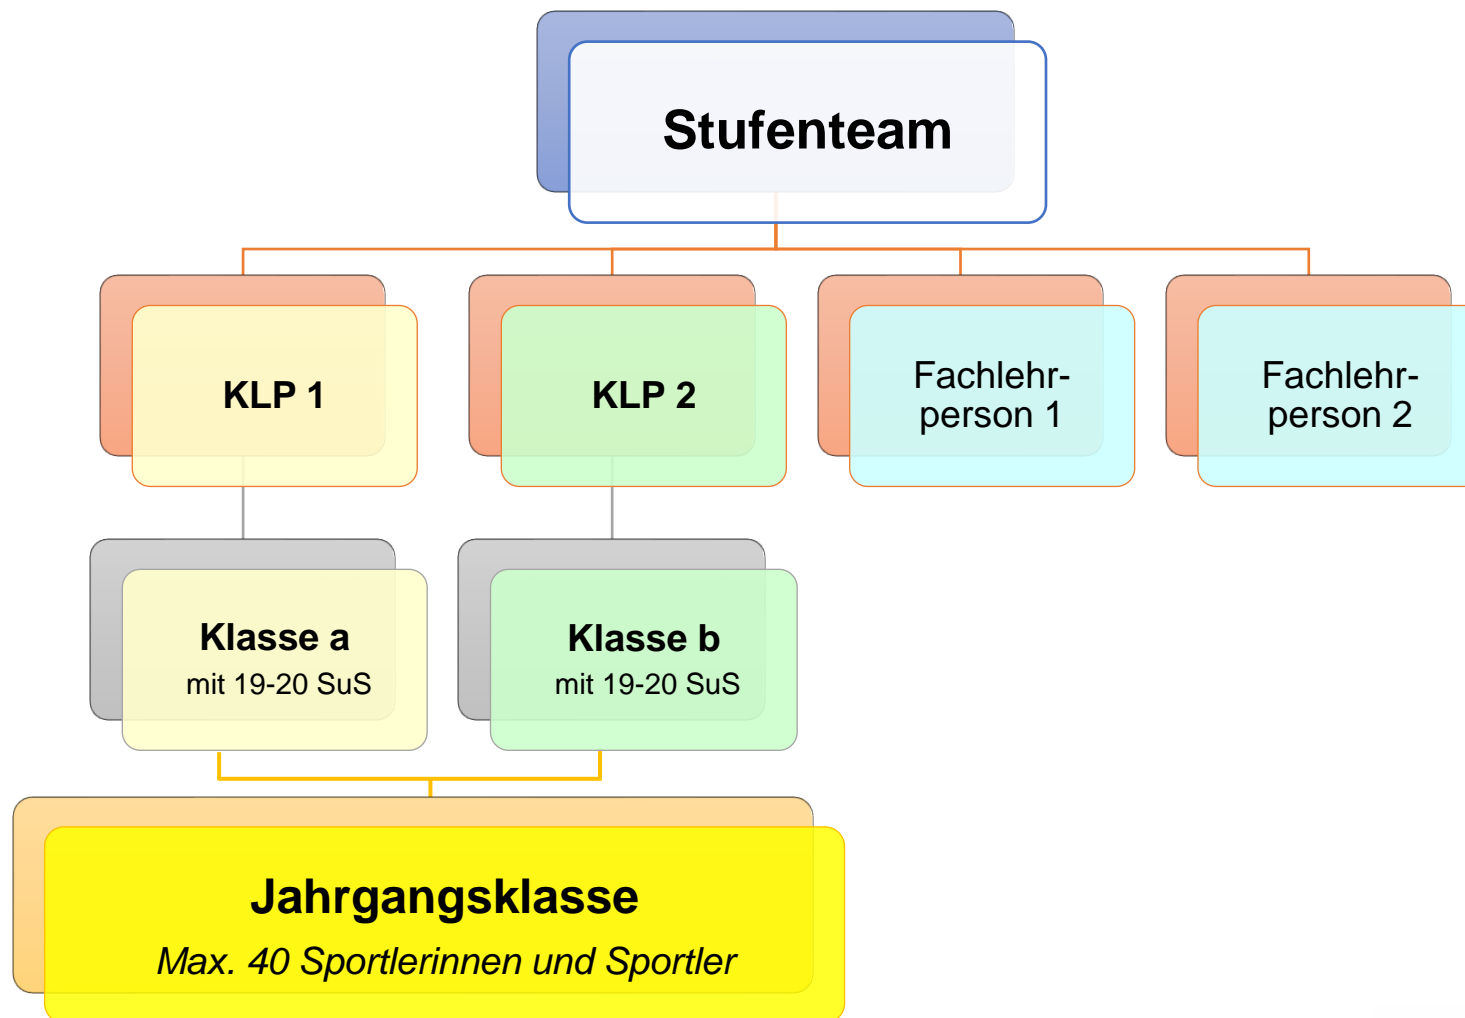 Stufenteam
KLP 1
KLP 2
Fachlehr-
person 1
Fachlehr-
person 2
Klasse a
mit 19-20 SuS
Klasse b
mit 19-20 SuS
Jahrgangsklasse
Max. 40 Sportlerinnen und Sportler